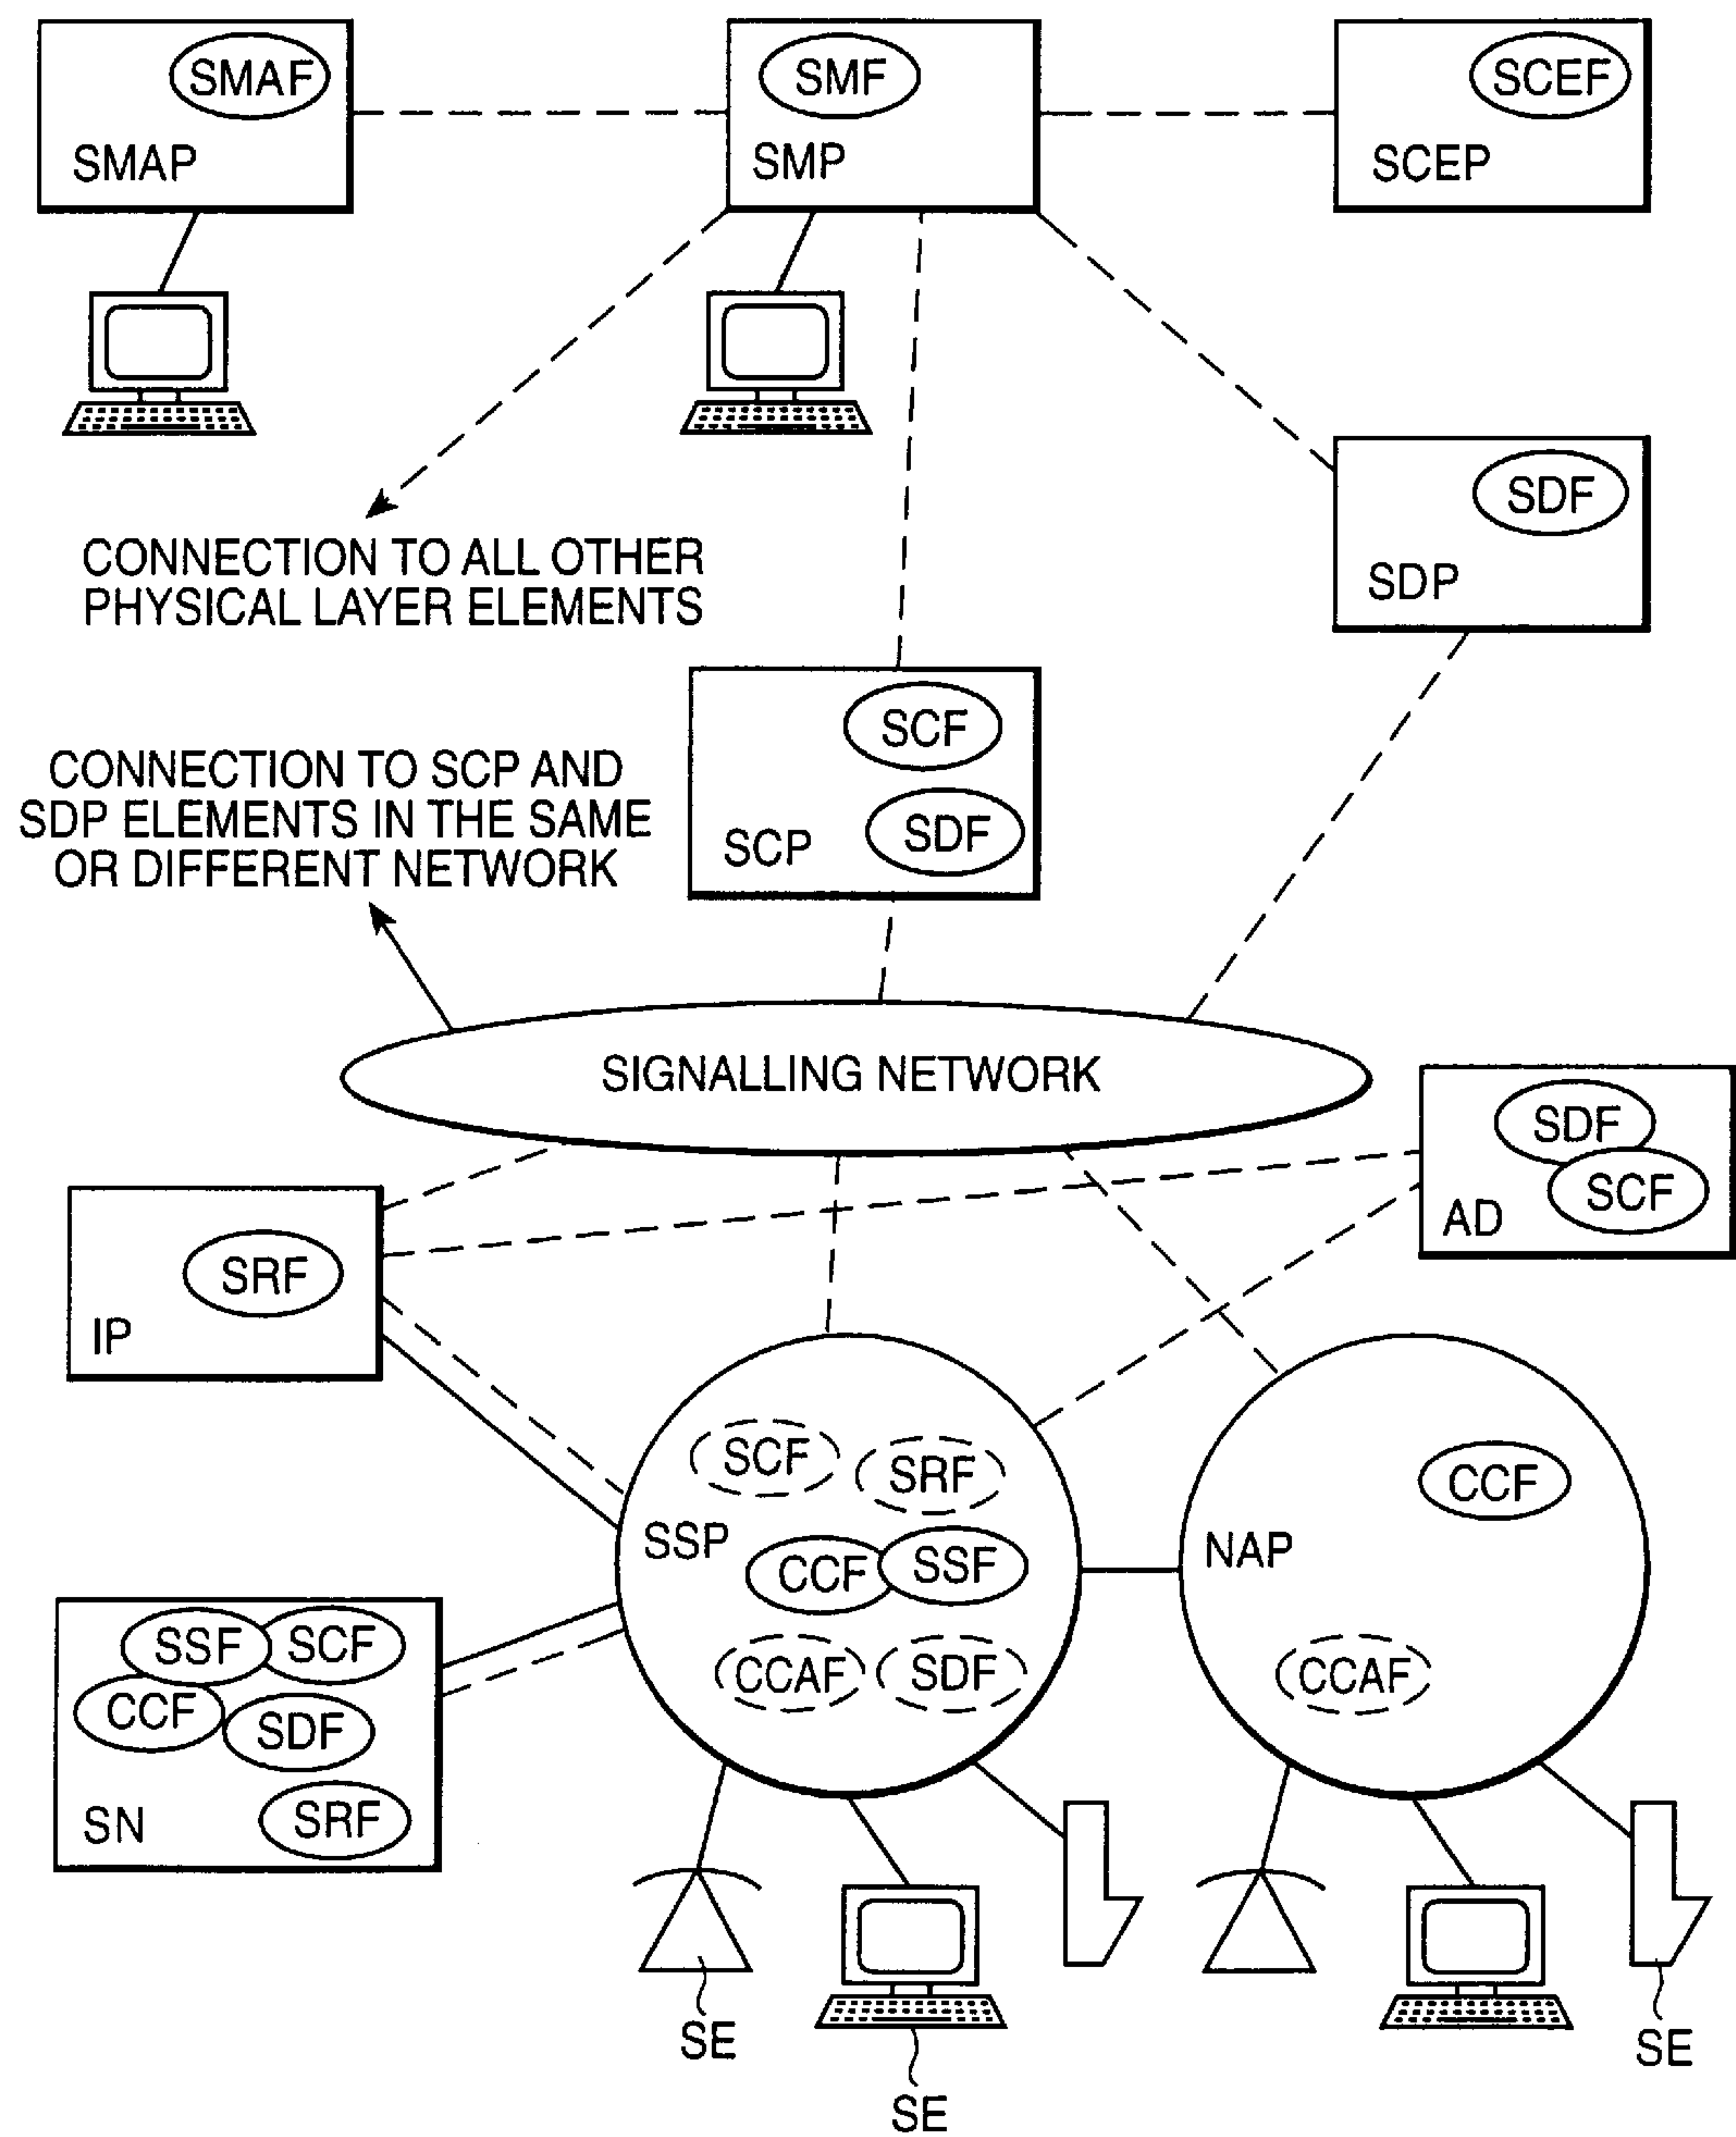 SMAF
SMAP
SMF
SMP
SCEF
SCEP
CONNECTION TO ALL OTHER
PHYSICAL LAYER ELEMENTS
SDF
SDP
SCF
SDF
SCP
CONNECTION TO SCP AND
SDP ELEMENTS IN THE SAME
OR DIFFERENT NETWORK
SIGNALLING NETWORK
SDF
SCF
AD
SRF
IP
SCF
SRF
SSP
CCF
SSF
CCAF
SDF
CCF
NAP
CCAF
SSF
SCF
CCF
SDF
SN
SRF
SE
SE
SE